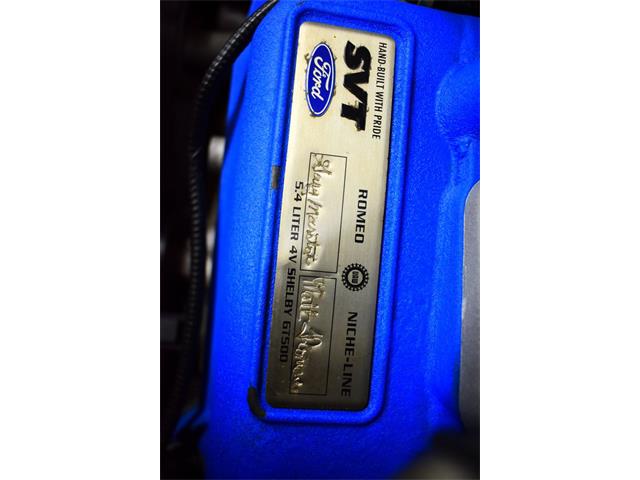 HAND-BUILT WITH PRIDE
SVT
Ford
ROMEO
NICHE-LINE
5.4 LITER 4V SHELBY GT500